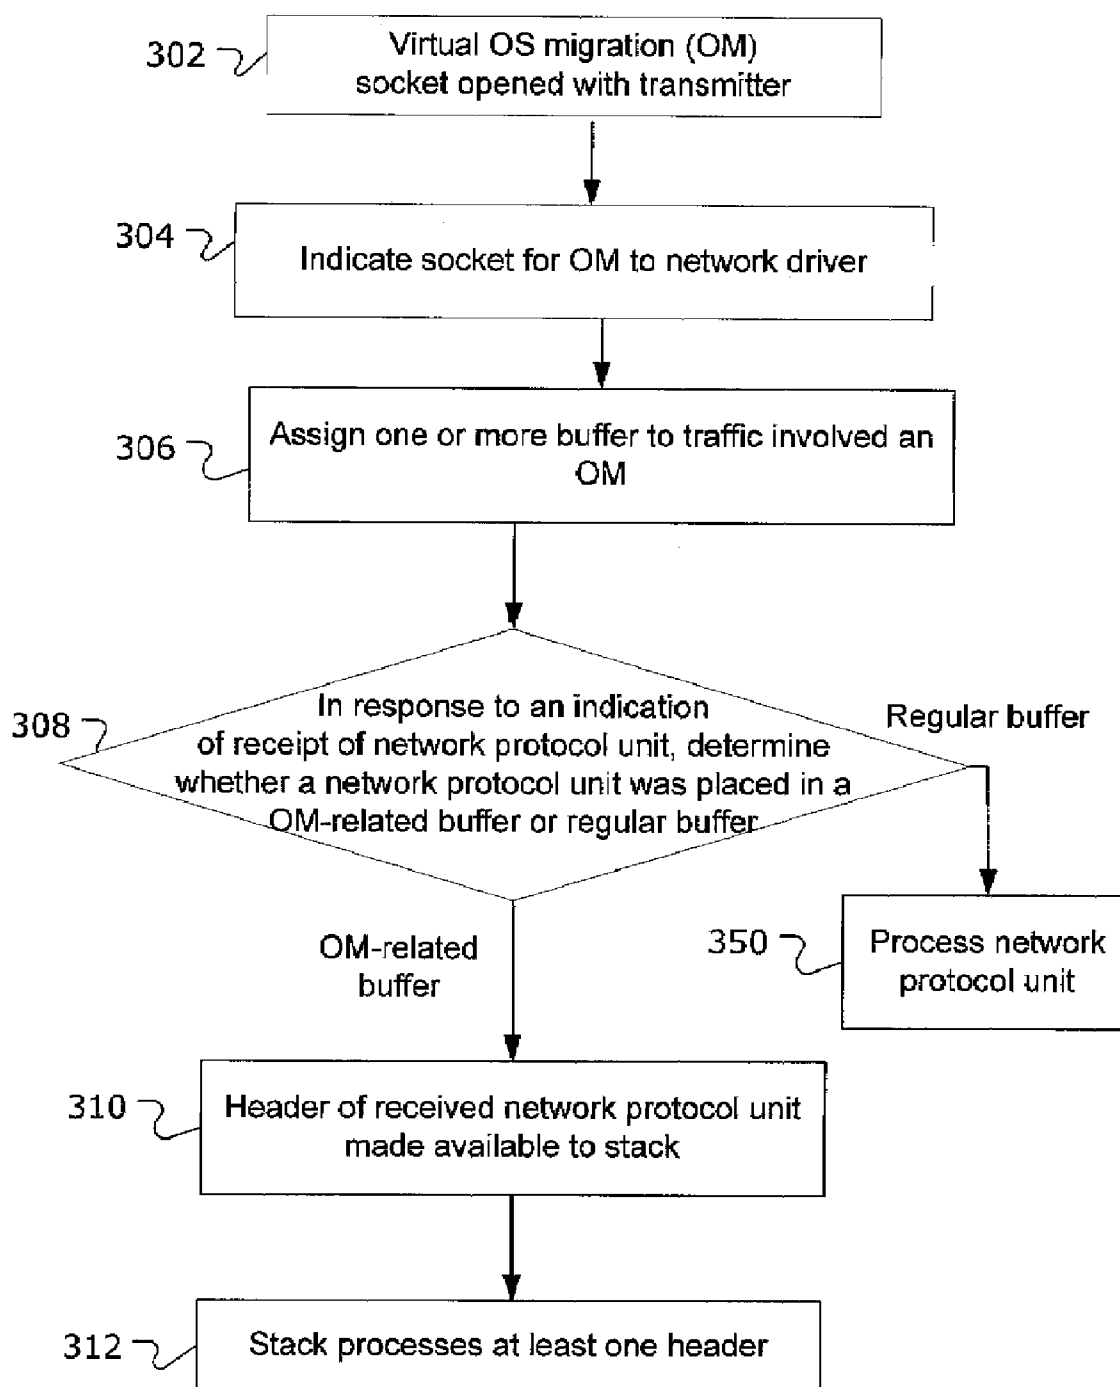 302
Virtual OS migration (OM)
socket opened with transmitter
304
Indicate socket for OM to network driver
306
Assign one or more buffer to traffic involved an
OM
308
In response to an indication
of receipt of network protocol unit, determine
whether a network protocol unit was placed in a
OM-related buffer or regular buffer
Regular buffer
OM-related
buffer
350
Process network
protocol unit
310
Header of received network protocol unit
made available to stack
312
Stack processes at least one header